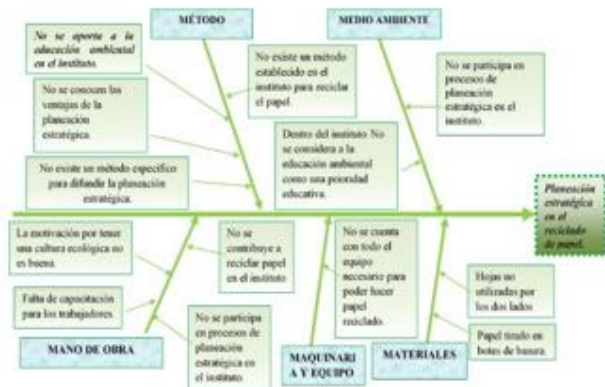 MÉTODO
MEDIO AMBIENTE
No se aporta a la
educación ambiental
en el instituto.
No existe un método
establecido en el
instituto para reciclar
el papel.
No se participa en
procesos de
planeación
estratégica en el
instituto.
No se conocen las
ventajas de la
planeación
estratégica.
Dentro del instituto No
se considera a la
educación ambiental
como una prioridad
educativa.
No existe un método específico
para difundir la planeación
estratégica.
Planeación
estratégica
en el
reciclado
de papel.
La motivación por tener
una cultura ecológica no
es buena.
No se
contribuye a
reciclar papel
en el instituto
No se cuenta
con todo el
equipo
necesario para
poder hacer
papel
reciclado.
Hojas no
utilizadas por
los dos lados
Falta de capacitación
para los trabajadores.
No se participa
en procesos de
planeación
estratégica en el
instituto.
Papel tirado en
botes de basura.
MANO DE OBRA
MAQUINARI
A Y EQUIPO
MATERIALES